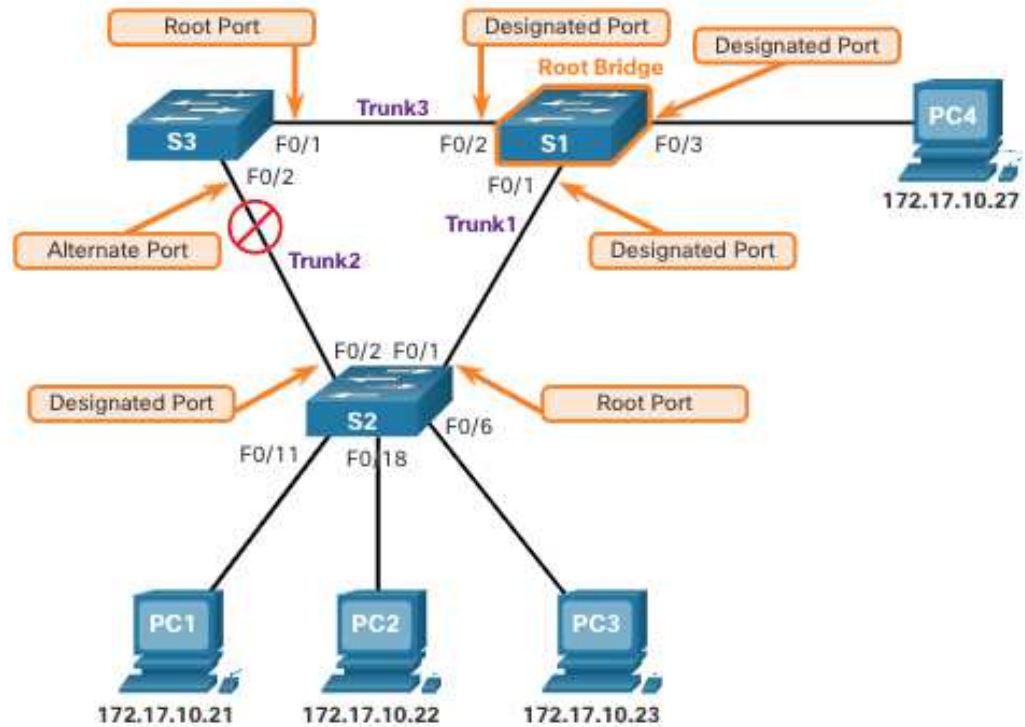 Root Port
Designated Port
Designated Port
Root Bridge
Trunk3
S3
F0/1
F0/2
S1
F0/3
PC4
F0/2
F0/1
172.17.10.27
Alternate Port
Trunk1
Designated Port
Trunk2
F0/2
F0/1
Designated Port
Root Port
S2
F0/6
F0/11
F0/18
PC1
PC2
PC3
172.17.10.21
172.17.10.22
172.17.10.23